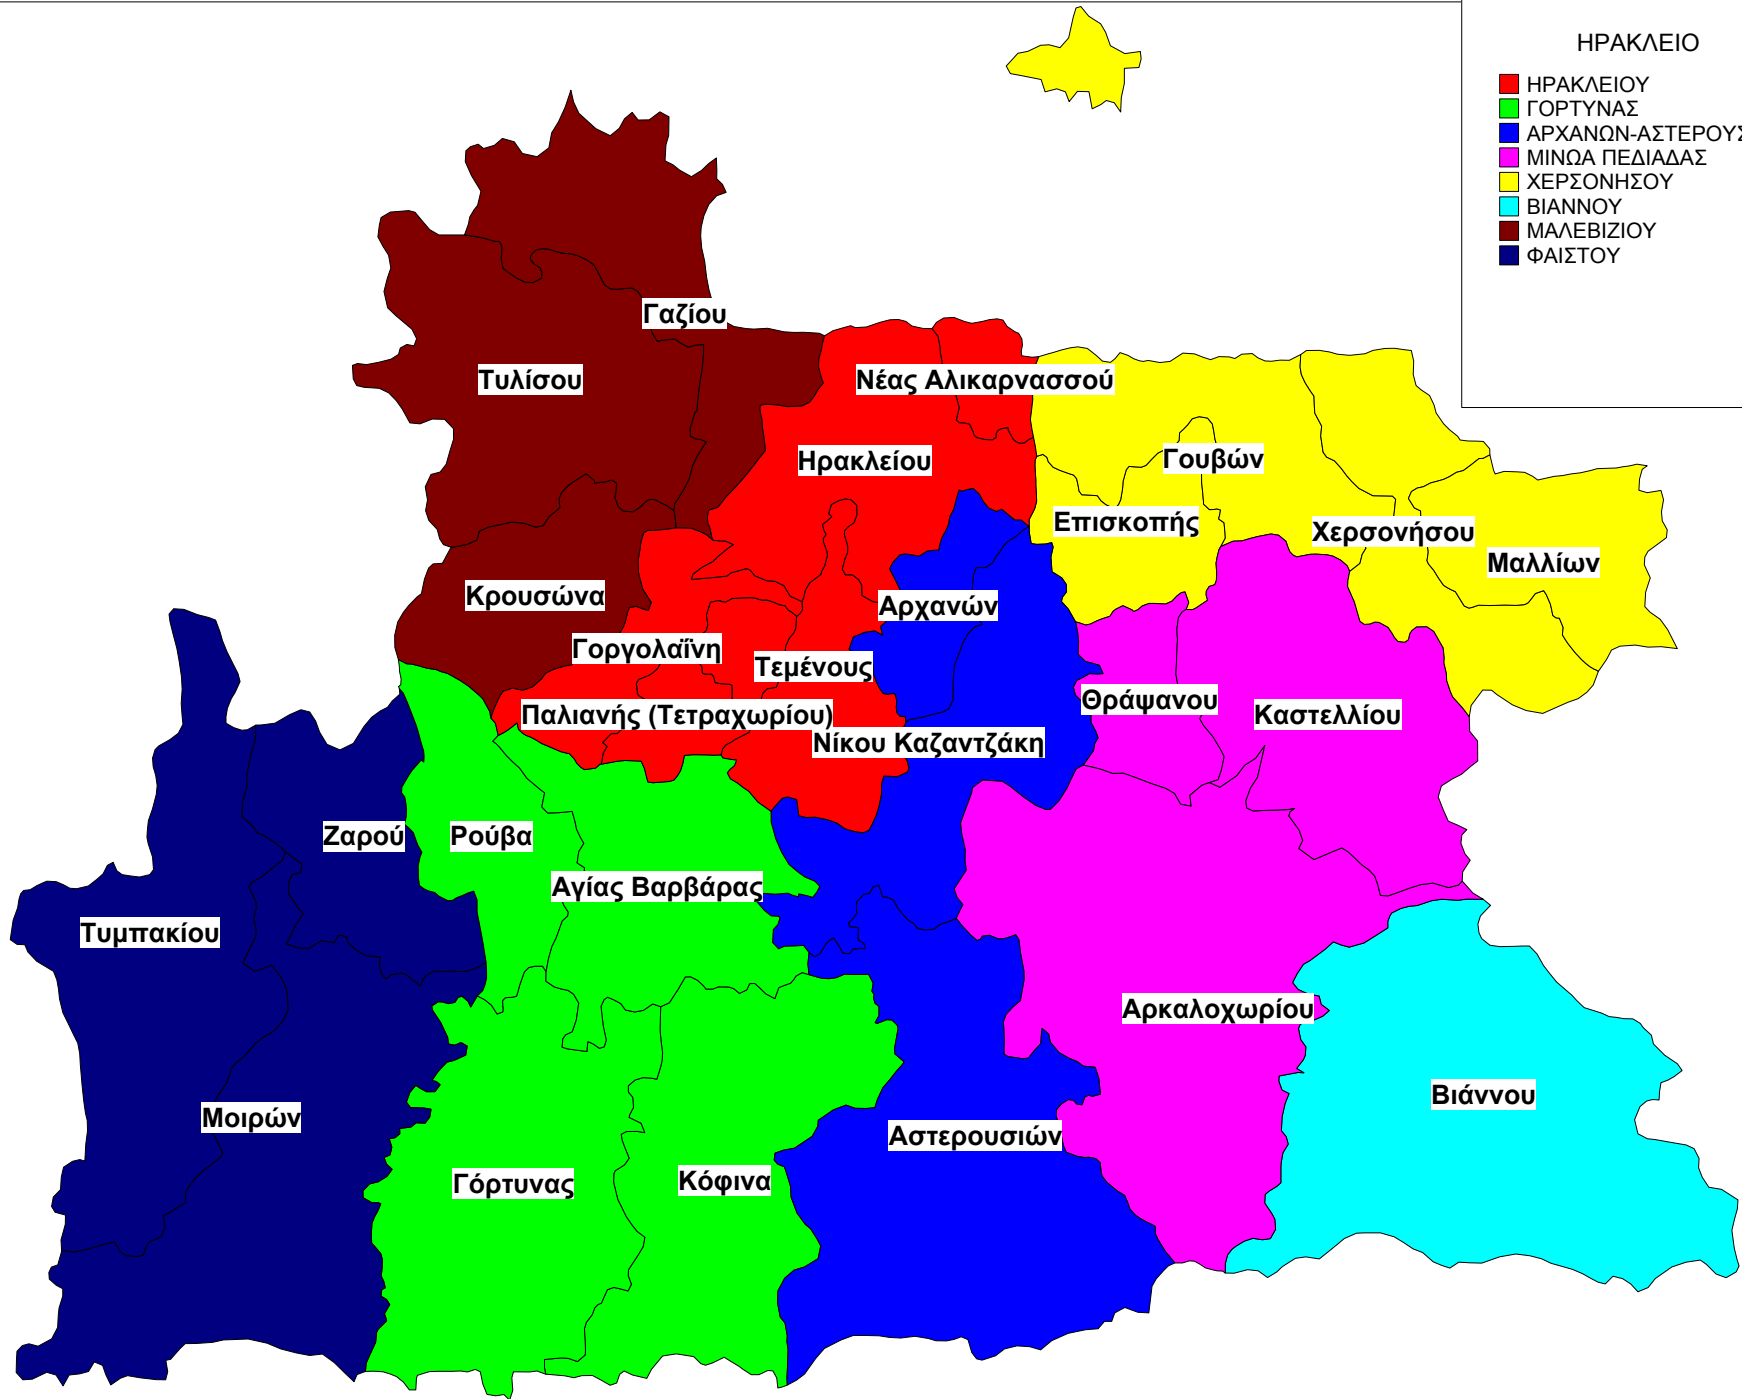 ΗΡΑΚΛΕΙΟ
ΗΡΑΚΛΕΙΟΥ
ΓΟΡΤΥΝΑΣ
ΑΡΧΑΝΩΝ-ΑΣΤΕΡΟΥΣ
ΜΙΝΩΑ ΠΕΔΙΑΔΑΣ
ΧΕΡΣΟΝΗΣΟΥ
ΒΙΑΝΝΟΥ
ΜΑΛΕΒΙΖΙΟΥ
ΦΑΙΣΤΟΥ
Γαζίου
Τυλίσου
Νέας Αλικαρνασσού
Ηρακλείου
Γουβών
Επισκοπής
Χερσονήσου
Μαλλίων
Κρουσώνα
Αρχανών
Γοργολαΐνη
Τεμένους
Θράψανου
Καστελλίου
Παλιανής (Τετραχωρίου)
Νίκου Καζαντζάκη
Ζαρού
Ρούβα
Αγίας Βαρβάρας
Τυμπακίου
Αρκαλοχωρίου
Βιάννου
Μοιρών
Αστερουσιών
Γόρτυνας
Κόφινα